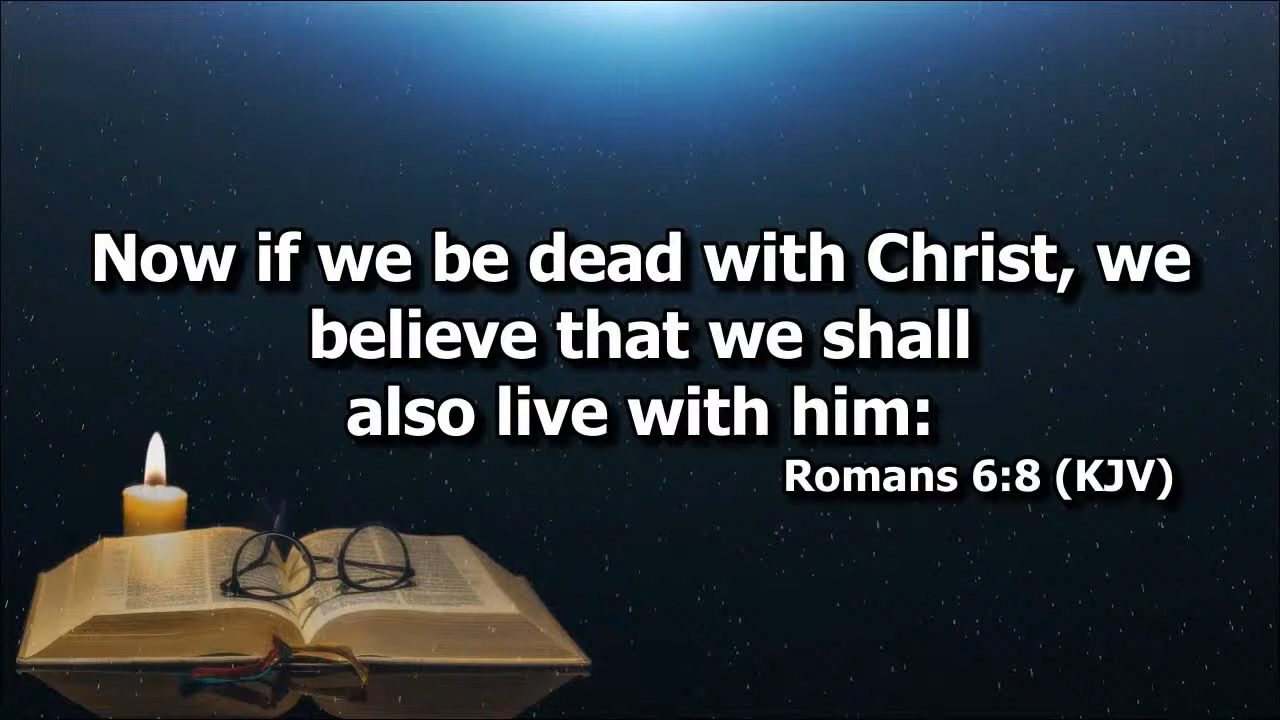 Now if we be dead with Christ, we
believe that we shall
also live with him:
Romans 6:8 (KJV)